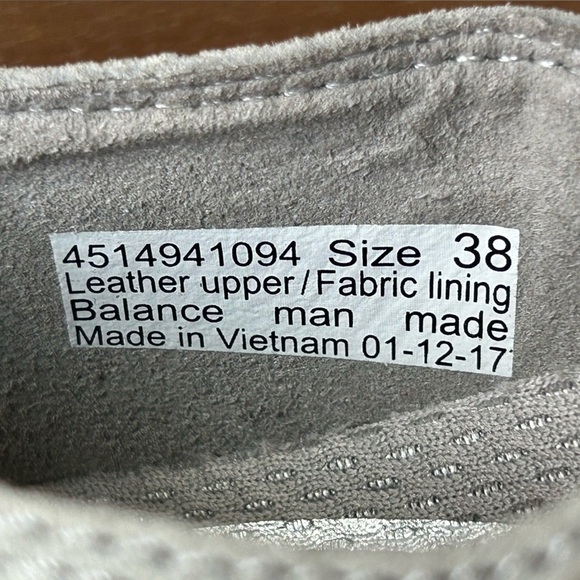 4514941094 Size 38
Leather upper/Fabric lining
Balance man made
Made in Vietnam 01-12-17